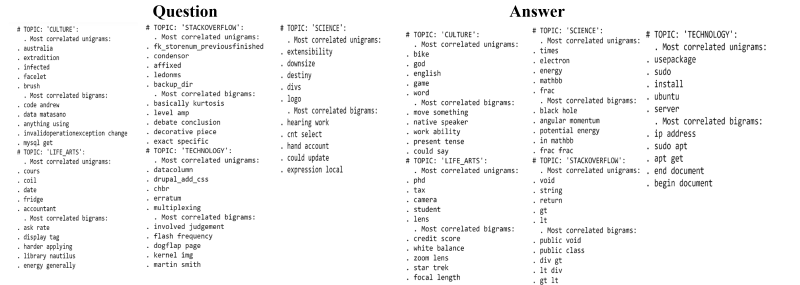 Question
# TOPIC: 'CULTURE':
. Most correlated unigrams:
. australia
. extradition
. infected
. facelet
. brush
. Most correlated bigrams:
. code andrew
. data matasano
. anything using
. invalidoperationexception change
. mysql get
# TOPIC: 'LIFE_ARTS':
. Most correlated unigrams:
. cours
. coil
. date
. fridge
. accountant
. Most correlated bigrams:
. ask rate
. display tag
. harder applying
. library nautilus
. energy generally
# TOPIC: 'STACKOVERFLOW':
. Most correlated unigrams:
. fk_storenum_previousfinished
. condensor
. affixed
. ledonms
. backup_dir
. Most correlated bigrams:
. basically kurtosis
. level amp
. debate conclusion
. decorative piece
. exact specific
# TOPIC: 'TECHNOLOGY':
. Most correlated unigrams:
. datacolumn
. drupal_add_css
. chbr
. erratum
. multiplexing
. Most correlated bigrams:
. involved judgement
. flash frequency
. dogflap page
. kernel img
. martin smith
# TOPIC: 'SCIENCE':
. Most correlated unigrams:
. extensibility
. downsize
. destiny
. divs
. logo
. Most correlated bigrams:
. hearing work
. cnt select
. hand account
. could update
. expression local
Answer
# TOPIC: 'CULTURE':
. Most correlated unigrams:
. bike
. god
. english
. game
. word
. Most correlated bigrams:
. move something
. native speaker
. work ability
. present tense
. could say
# TOPIC: 'LIFE_ARTS':
. Most correlated unigrams:
. phd
. tax
. camera
. student
. lens
. Most correlated bigrams:
. credit score
. white balance
. zoom lens
. star trek
. focal length
# TOPIC: 'SCIENCE':
. Most correlated unigrams:
. times
. electron
. energy
. mathbb
. frac
. Most correlated bigrams:
. black hole
. angular momentum
. potential energy
. in mathbb
. frac frac
# TOPIC: 'STACKOVERFLOW':
. Most correlated unigrams:
. void
. string
. return
. gt
. lt
. Most correlated bigrams:
. public void
. public class
. div gt
. lt div
. gt lt
# TOPIC: 'TECHNOLOGY':
. Most correlated unigrams:
. usepackage
. sudo
. install
. ubuntu
. server
. Most correlated bigrams:
. ip address
. sudo apt
. apt get
. end document
. begin document